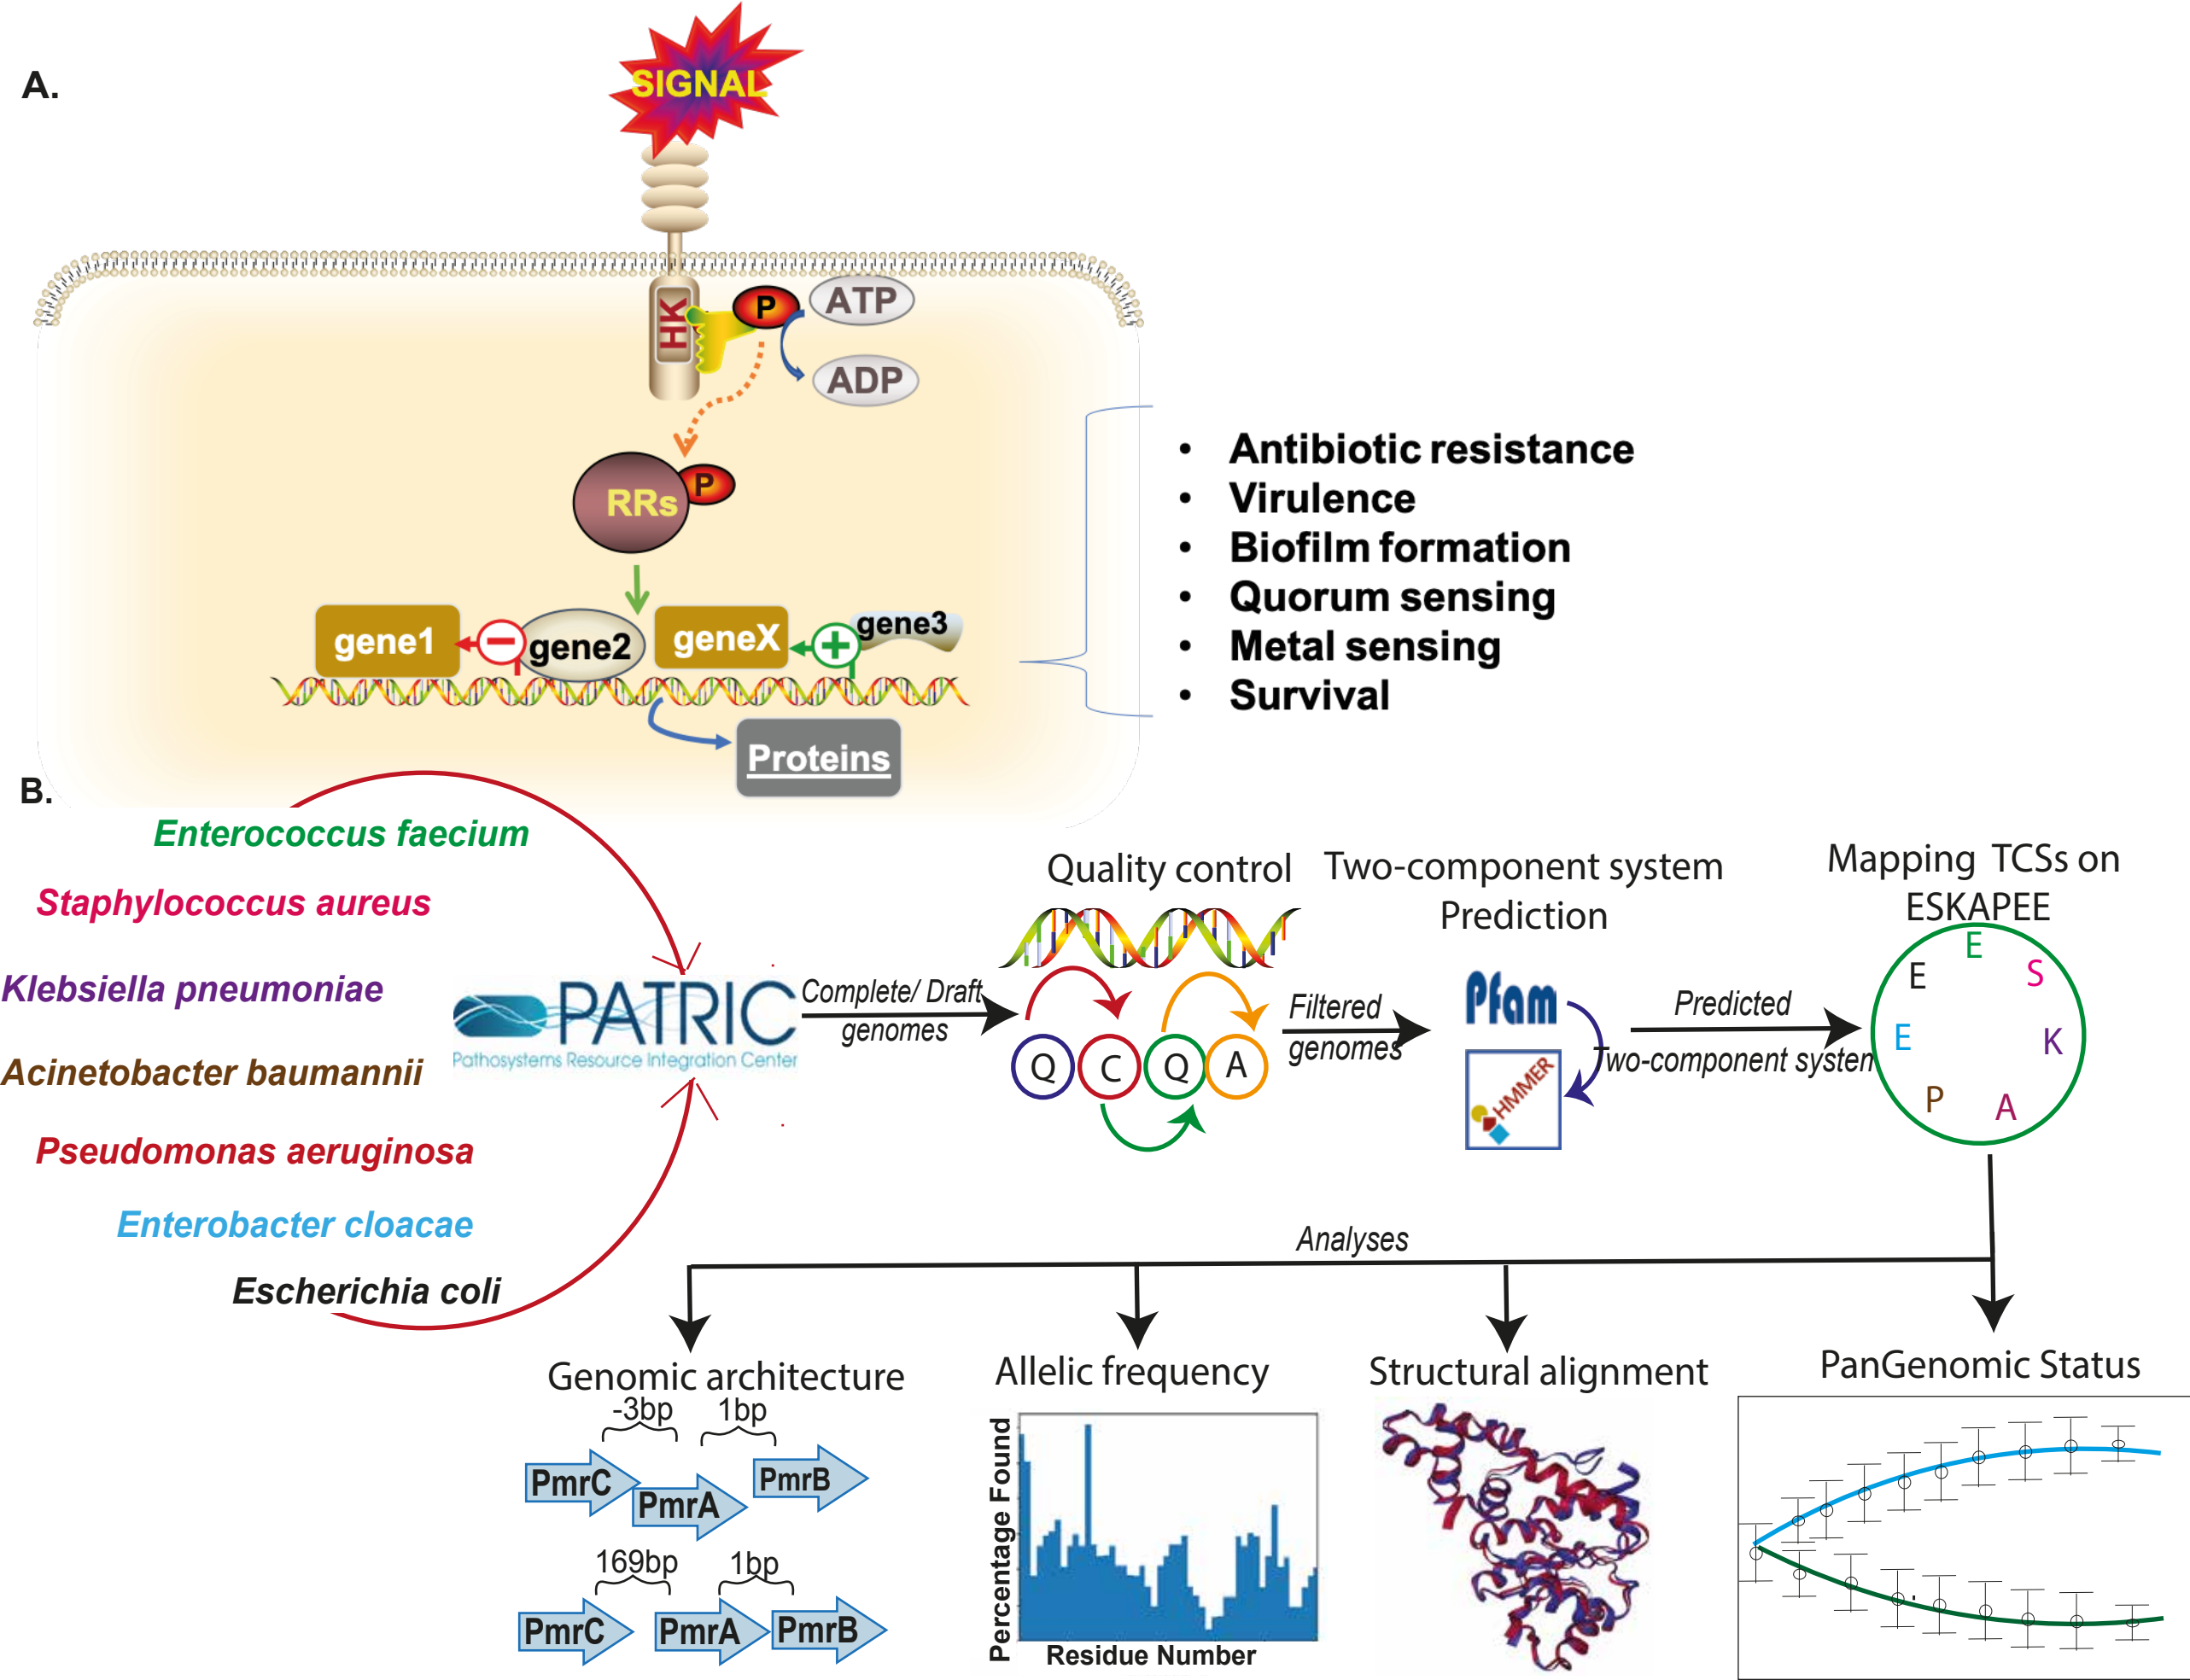 A.
SIGNAL
HK
P
ATP
ADP
RRs
P
gene1
gene2
geneX
gene3
Proteins
• Antibiotic resistance
• Virulence
• Biofilm formation
• Quorum sensing
• Metal sensing
• Survival
B.
Enterococcus faecium
Staphylococcus aureus
Klebsiella pneumoniae
Acinetobacter baumannii
Pseudomonas aeruginosa
Enterobacter cloacae
Escherichia coli
PATRIC
Pathosystems Resource Integration Center
Complete/ Draft
genomes
Quality control
Q C Q A
Filtered
genomes
Two-component system
Prediction
Pfam
HMMER
Predicted
Two-component systen
Mapping TCSs on
ESKAPEE
E
S
K
A
P
E
E
Analyses
Genomic architecture
-3bp
1bp
PmrC
PmrA
PmrB
169bp
1bp
PmrC
PmrA
PmrB
Allelic frequency
Percentage Found
Residue Number
Structural alignment
PanGenomic Status